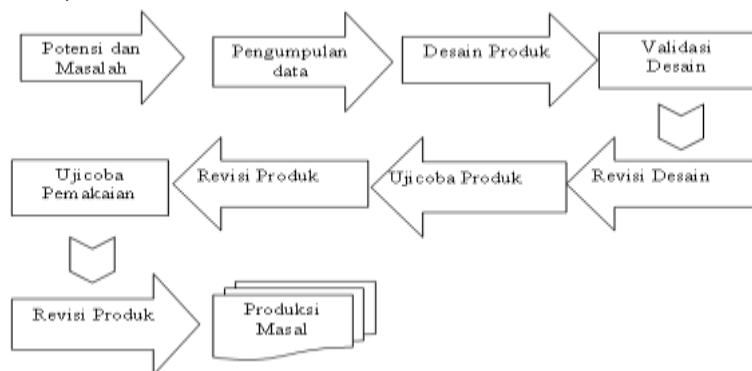 Potensi dan
Masalah
Pengumpulan
data
Desain Produk
Validasi
Desain
Revisi Desain
Ujicoba Produk
Revisi Produk
Ujicoba
Pemakaian
Revisi Produk
Produksi
Masal